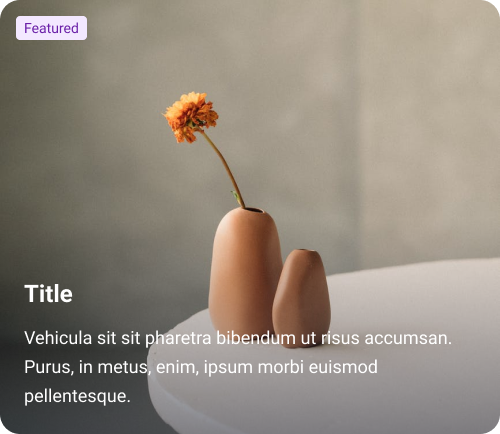 Featured
Title
Vehicula sit sit pharetra bibendum ut risus accumsan.
Purus, in metus, enim, ipsum morbi euismod
pellentesque.